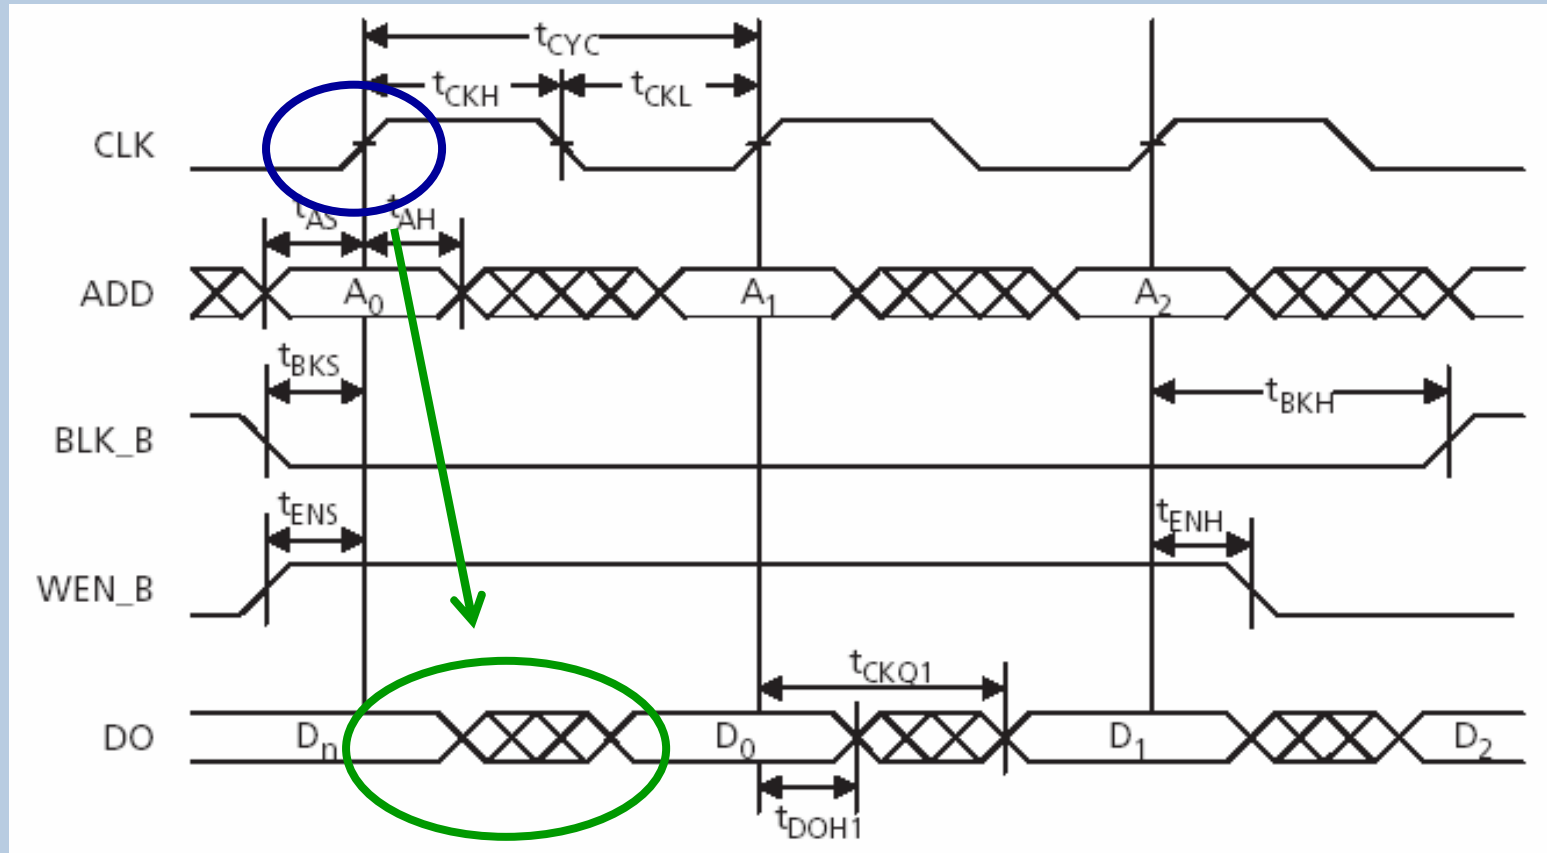 tCYC
tCKH tCKL
CLK
tAS tAH
ADD A0 A1 A2
tBKS
tBKH
BLK_B
tENS
tENH
WEN_B
tCKQ1
DO Dn D0 D1 D2
tDOH1